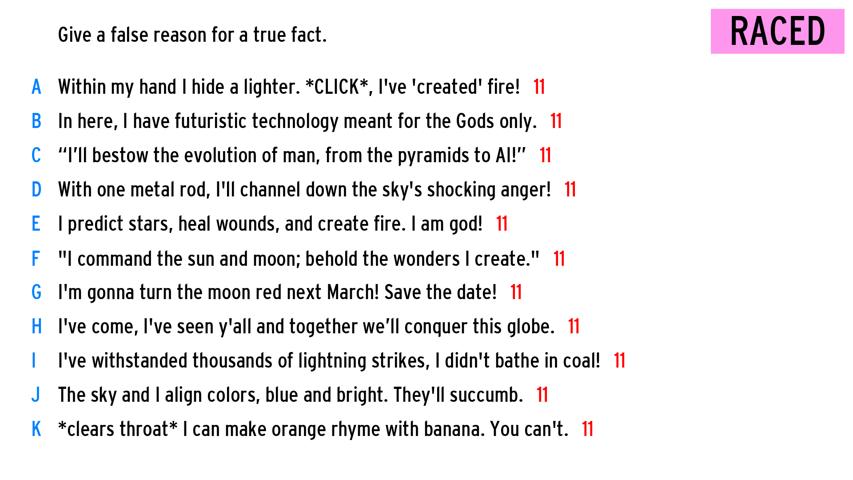 RACED
Give a false reason for a true fact.
A Within my hand I hide a lighter. *CLICK*, I've 'created' fire! 11
B In here, I have futuristic technology meant for the Gods only. 11
C “I’ll bestow the evolution of man, from the pyramids to AI!” 11
D With one metal rod, I'll channel down the sky's shocking anger! 11
E I predict stars, heal wounds, and create fire. I am god! 11
F "I command the sun and moon; behold the wonders I create." 11
G I'm gonna turn the moon red next March! Save the date! 11
H I've come, I've seen y'all and together we’ll conquer this globe. 11
I I've withstanded thousands of lightning strikes, I didn't bathe in coal! 11
J The sky and I align colors, blue and bright. They'll succumb. 11
K *clears throat* I can make orange rhyme with banana. You can't. 11